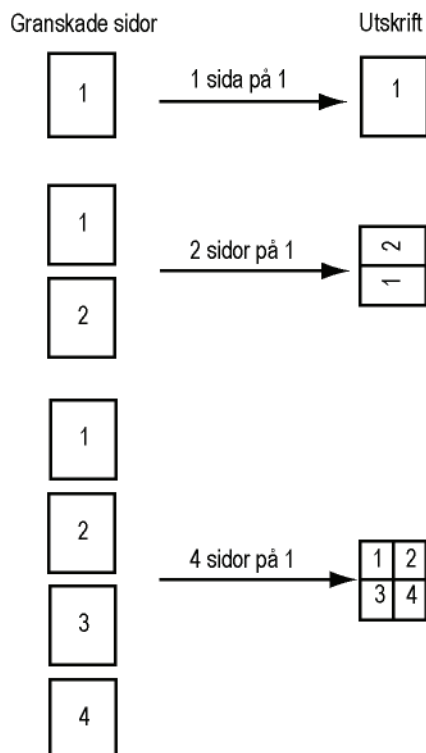 Granskade sidor Utskrift
1 1 sida på 1 1
1
2 sidor på 1
2
1
2
1
2
4 sidor på 1
1 2
3 4
3
4